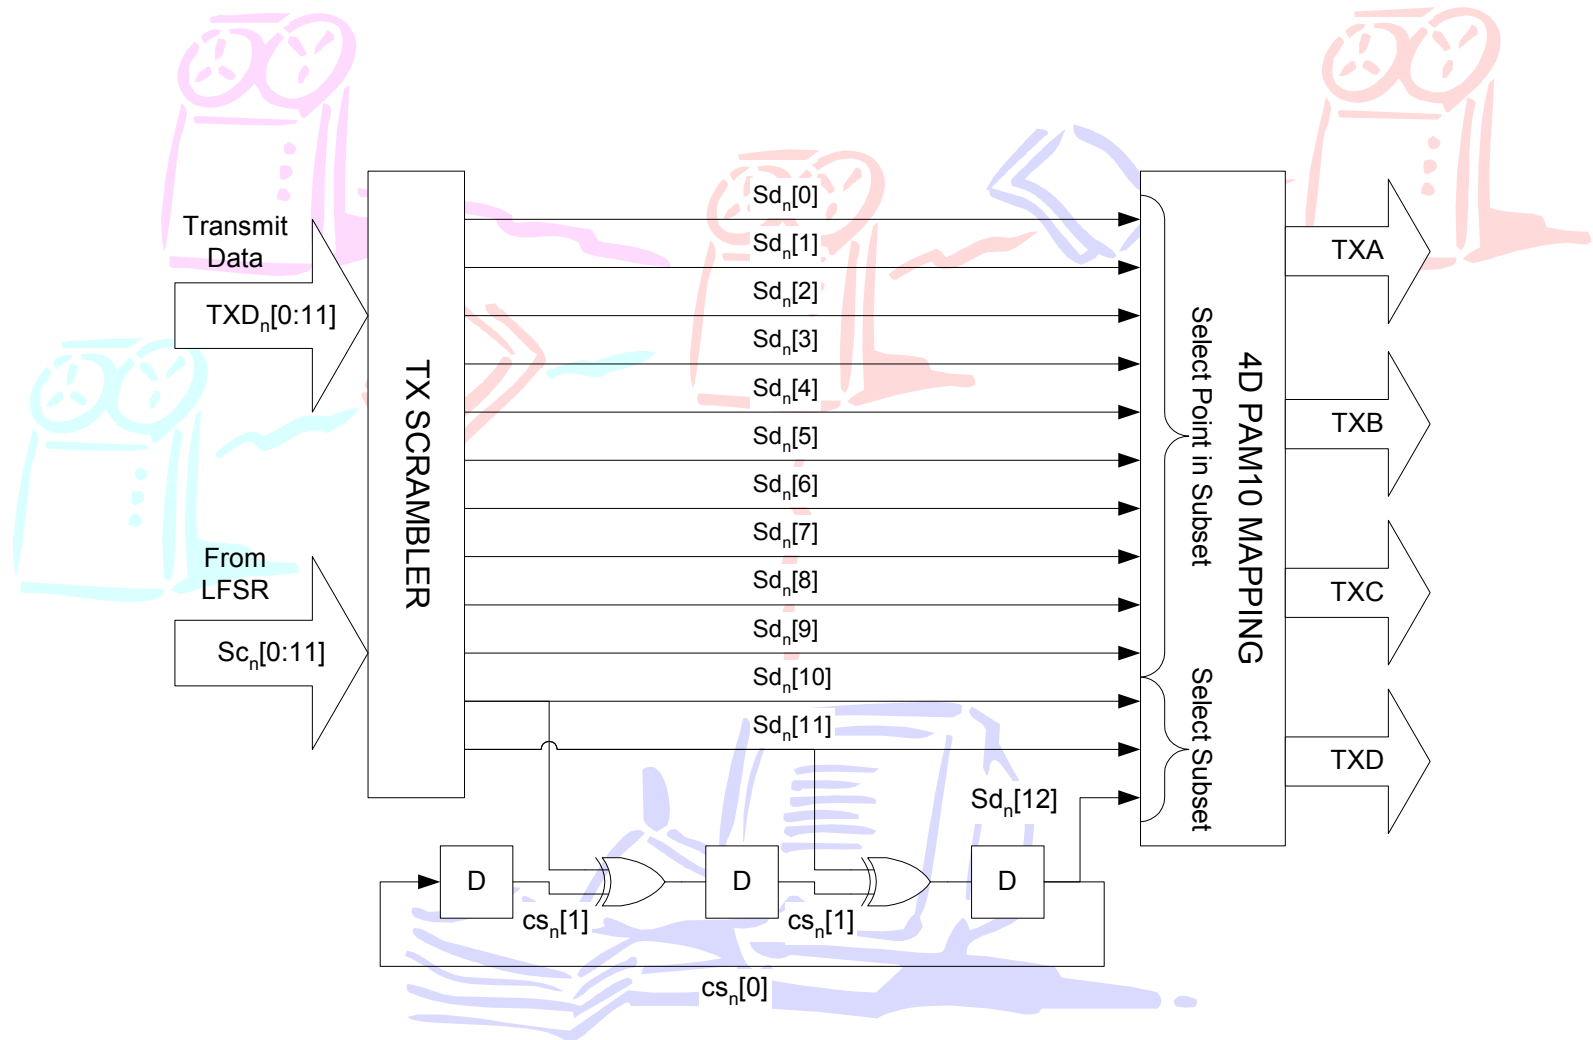 Transmit
Data
TXDn[0:11]
From
LFSR
Scn[0:11]
TX SCRAMBLER
Sdn[0]
Sdn[1]
Sdn[2]
Sdn[3]
Sdn[4]
Sdn[5]
Sdn[6]
Sdn[7]
Sdn[8]
Sdn[9]
Sdn[10]
Sdn[11]
Sdn[12]
Select Point in Subset
Select Subset
4D PAM10 MAPPING
TXA
TXB
TXC
TXD
D
D
D
csn[1]
csn[1]
csn[0]